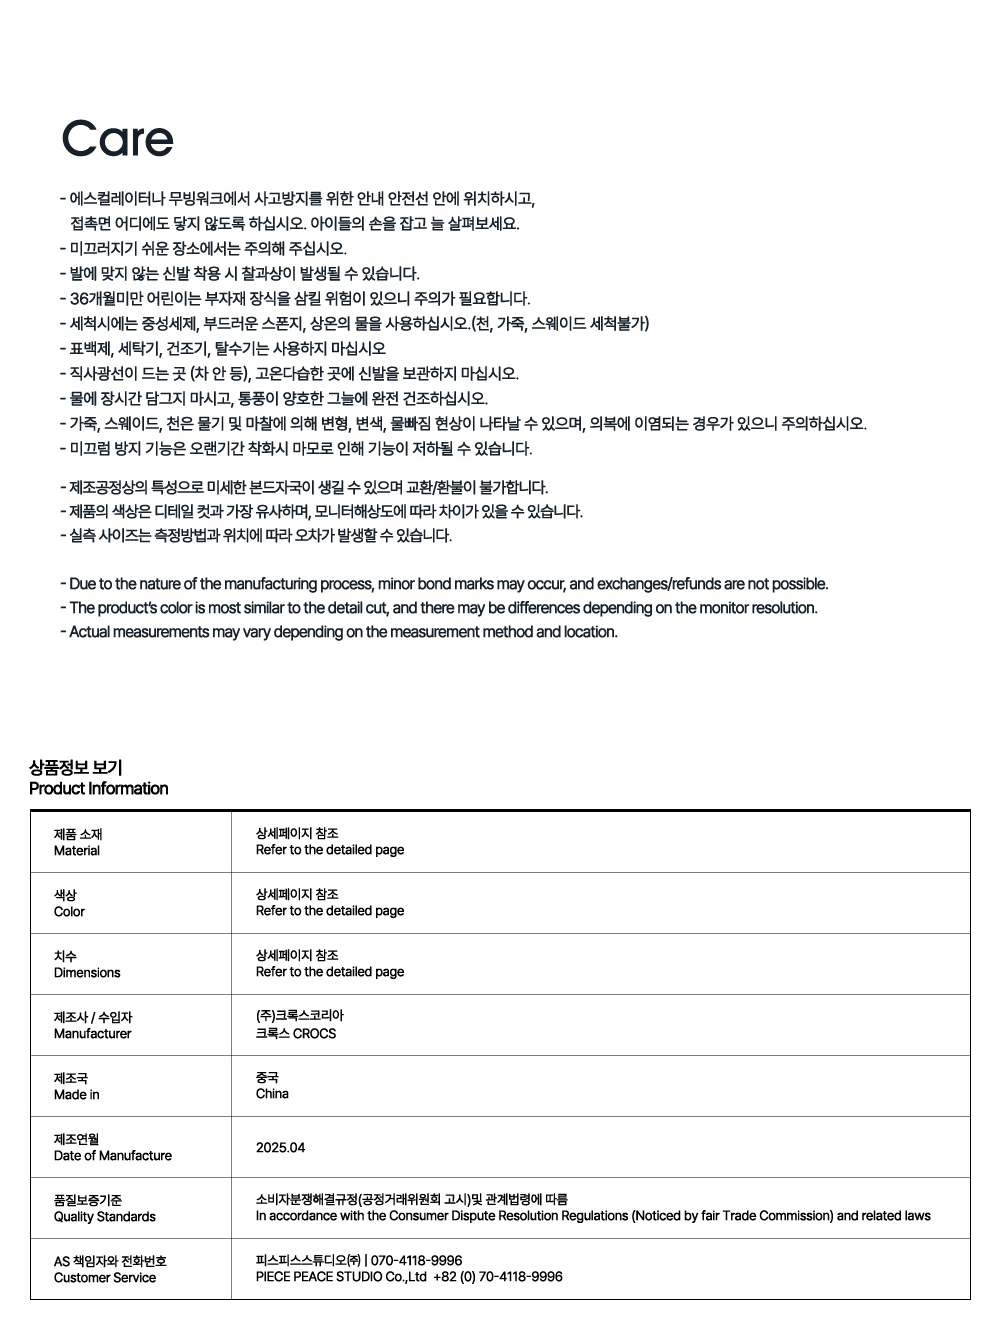 Care
- 에스컬레이터나 무빙워크에서 사고방지를 위한 안내 안전선 안에 위치하시고,
접촉면 어디에도 닿지 않도록 하십시오. 아이들의 손을 잡고 늘 살펴보세요.
- 미끄러지기 쉬운 장소에서는 주의해 주십시오.
- 발에 맞지 않는 신발 착용 시 찰과상이 발생될 수 있습니다.
- 36개월미만 어린이는 부자재 장식을 삼킬 위험이 있으니 주의가 필요합니다.
- 세척시에는 중성세제, 부드러운 스폰지, 상온의 물을 사용하십시오.(천, 가죽, 스웨이드 세척불가)
- 표백제, 세탁기, 건조기, 탈수기는 사용하지 마십시오
- 직사광선이 드는 곳 (차 안 등), 고온다습한 곳에 신발을 보관하지 마십시오.
- 물에 장시간 담그지 마시고, 통풍이 양호한 그늘에 완전 건조하십시오.
- 가죽, 스웨이드, 천은 물기 및 마찰에 의해 변형, 변색, 물빠짐 현상이 나타날 수 있으며, 의복에 이염되는 경우가 있으니 주의하십시오.
- 미끄럼 방지 기능은 오랜기간 착화시 마모로 인해 기능이 저하될 수 있습니다.
- 제조공정상의 특성으로 미세한 본드자국이 생길 수 있으며 교환/환불이 불가합니다.
- 제품의 색상은 디테일 컷과 가장 유사하며, 모니터해상도에 따라 차이가 있을 수 있습니다.
- 실측 사이즈는 측정방법과 위치에 따라 오차가 발생할 수 있습니다.
- Due to the nature of the manufacturing process, minor bond marks may occur, and exchanges/refunds are not possible.
- The product's color is most similar to the detail cut, and there may be differences depending on the monitor resolution.
- Actual measurements may vary depending on the measurement method and location.
상품정보 보기
Product Information
제품 소재
Material
상세페이지 참조
Refer to the detailed page
색상
Color
상세페이지 참조
Refer to the detailed page
치수
Dimensions
상세페이지 참조
Refer to the detailed page
제조사 / 수입자
Manufacturer
(주)크록스코리아
크록스 CROCS
제조국
Made in
중국
China
제조연월
Date of Manufacture
2025.04
품질보증기준
Quality Standards
소비자분쟁해결규정(공정거래위원회 고시)및 관계법령에 따름
In accordance with the Consumer Dispute Resolution Regulations (Noticed by fair Trade Commission) and related laws
AS 책임자와 전화번호
Customer Service
피스피스스튜디오㈜ | 070-4118-9996
PIECE PEACE STUDIO Co.,Ltd +82 (0) 70-4118-9996